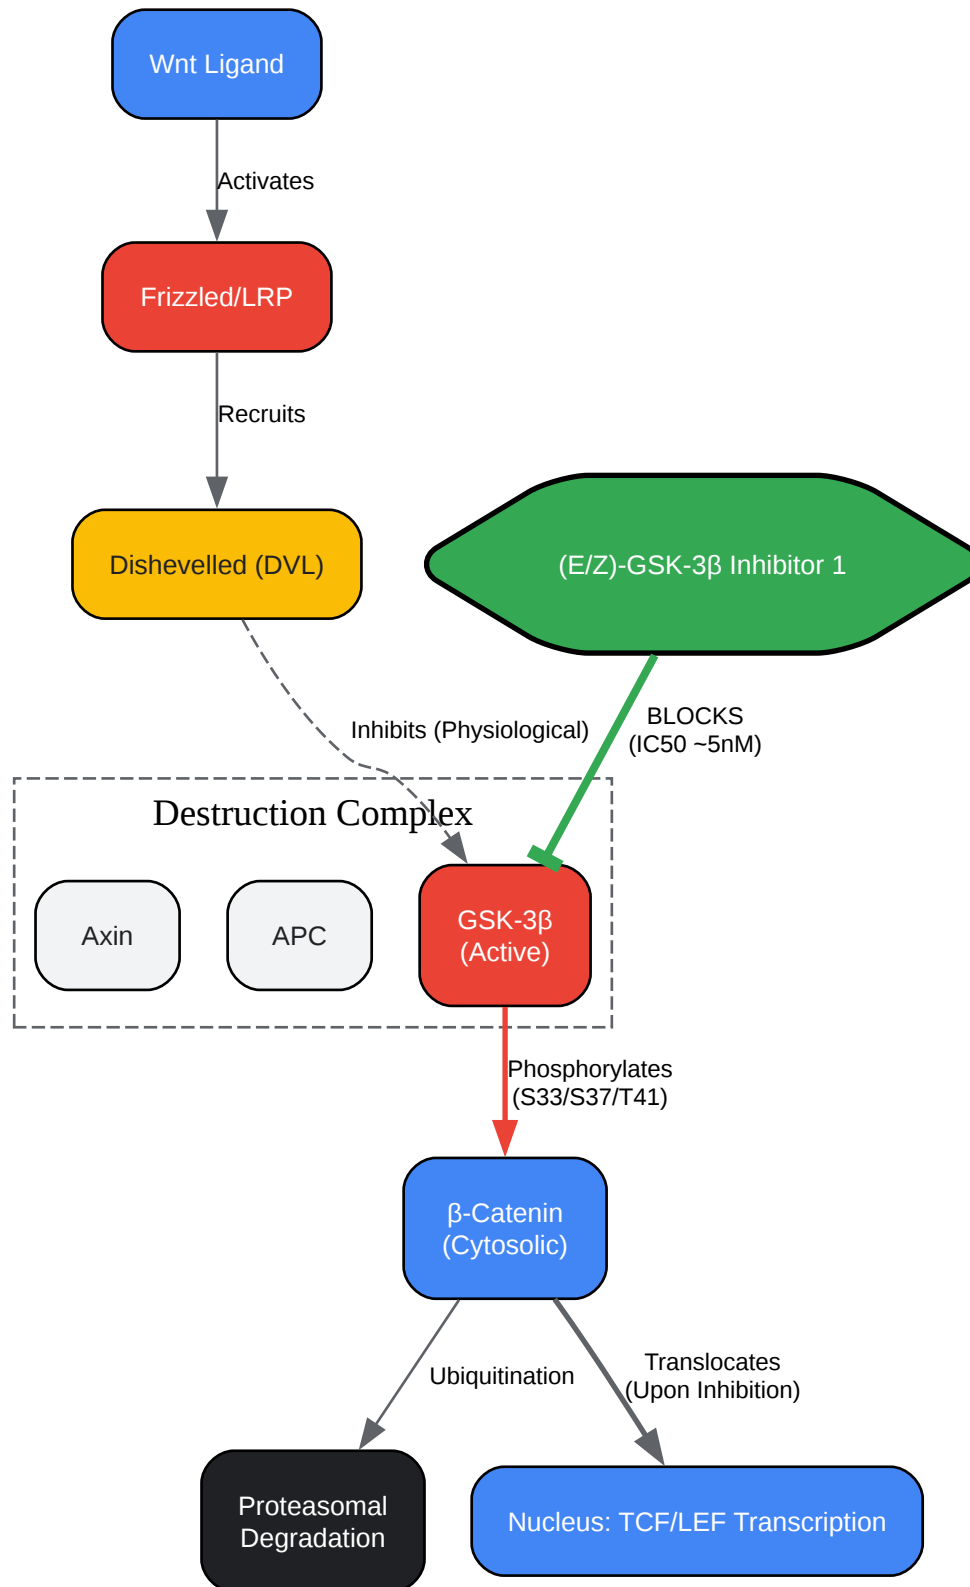 Wnt Ligand
Activates
Frizzled/LRP
Recruits
Dishevelled (DVL)
(E/Z)-GSK-3β Inhibitor 1
Inhibits (Physiological)
BLOCKS
(IC50 ~5nM)
Destruction Complex
Axin
APC
GSK-3β
(Active)
Phosphorylates
(S33/S37/T41)
β-Catenin
(Cytosolic)
Ubiquitination
Translocates
(Upon Inhibition)
Proteasomal
Degradation
Nucleus: TCF/LEF Transcription